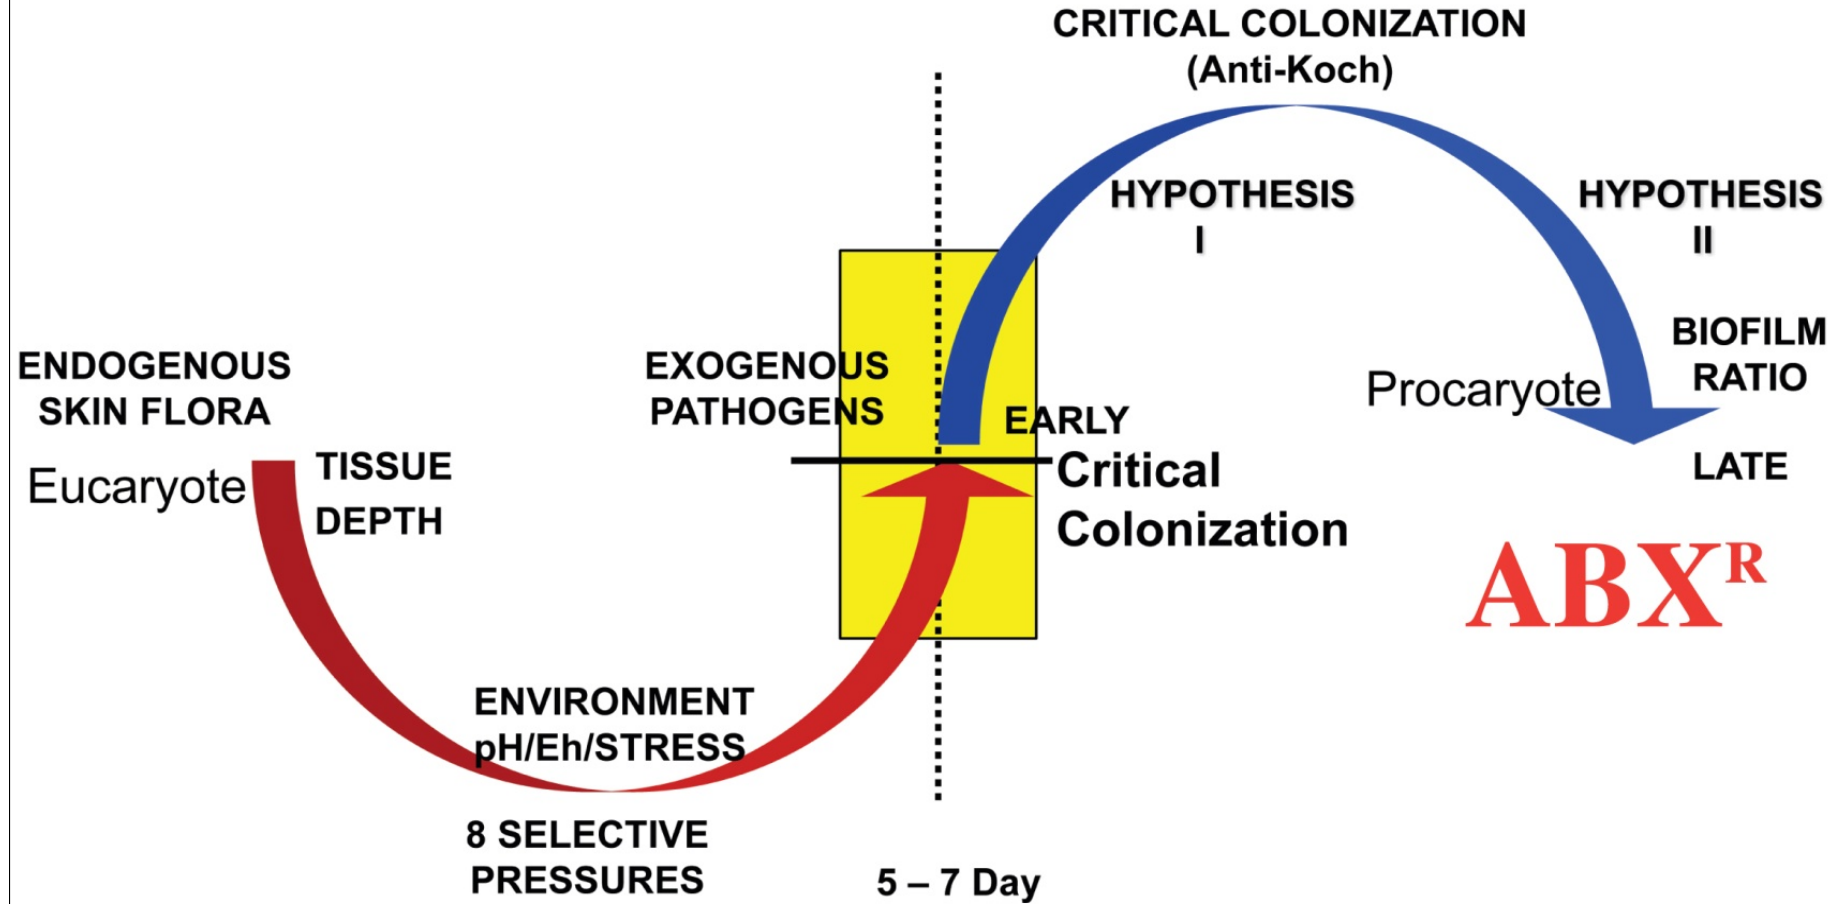 CRITICAL COLONIZATION
(Anti-Koch)
HYPOTHESIS
I
HYPOTHESIS
II
BIOFILM
RATIO
Procaryote
LATE
ABXᴿ
ENDOGENOUS
SKIN FLORA
Eucaryote
TISSUE
DEPTH
EXOGENOUS
PATHOGENS
EARLY
Critical
Colonization
ENVIRONMENT
pH/Eh/STRESS
8 SELECTIVE
PRESSURES
5 – 7 Day